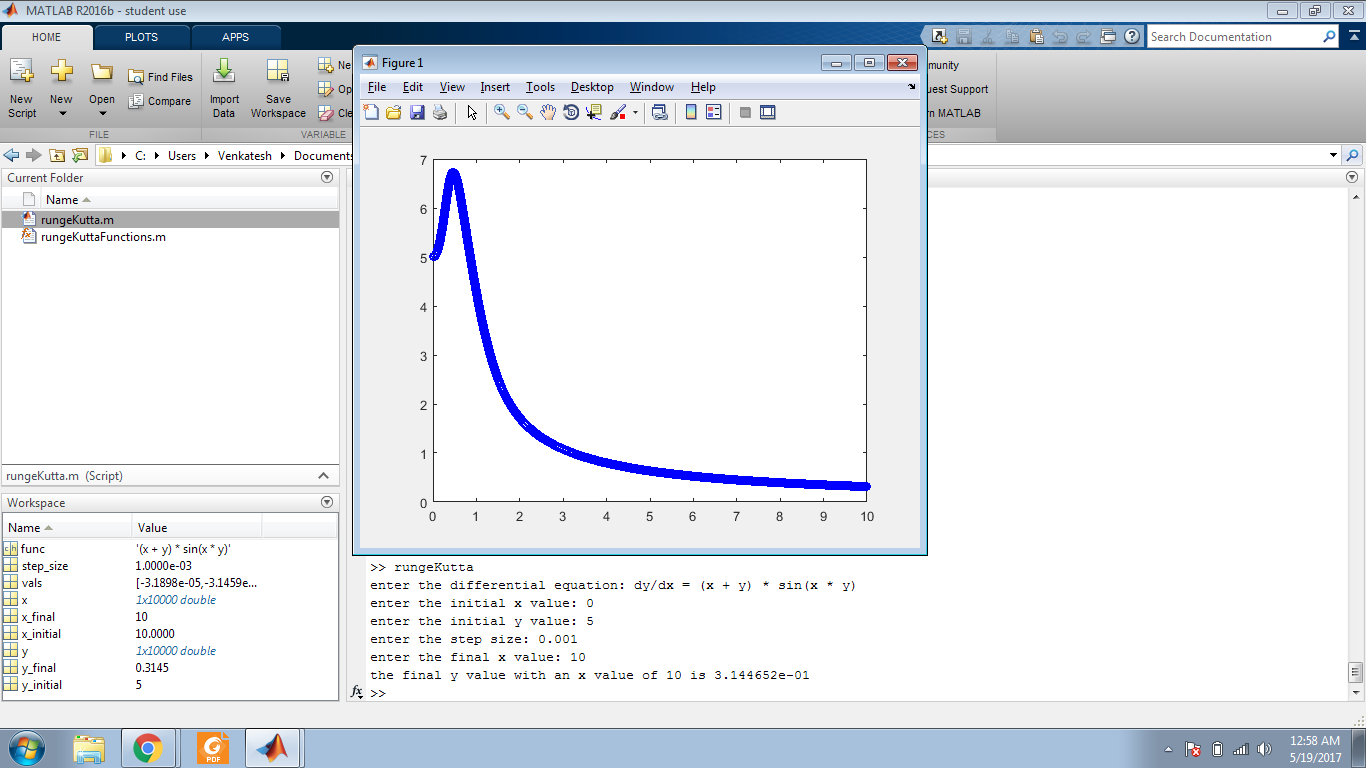 MATLAB R2016b - student use
HOME PLOTS APPS
Search Documentation
New Script
New
Open
Find Files
Compare
Import Data
Save Workspace
Ne
Op
Cle
FILE
VARIABLE
munity
uest Support
n MATLAB
CES
C: Users Venkatesh Documents
Current Folder
Name
rungeKutta.m
rungeKuttaFunctions.m
rungeKutta.m (Script)
Workspace
Name Value
func '(x + y) * sin(x * y)'
step_size 1.0000e-03
vals [-3.1898e-05,-3.1459e...
x 1x10000 double
x_final 10
x_initial 10.0000
y 1x10000 double
y_final 0.3145
y_initial 5
Figure 1
File Edit View Insert Tools Desktop Window Help
7
6
5
4
3
2
1
0
0 1 2 3 4 5 6 7 8 9 10
>> rungeKutta
enter the differential equation: dy/dx = (x + y) * sin(x * y)
enter the initial x value: 0
enter the initial y value: 5
enter the step size: 0.001
enter the final x value: 10
the final y value with an x value of 10 is 3.144652e-01
fx >>
PDF
12:58 AM
5/19/2017